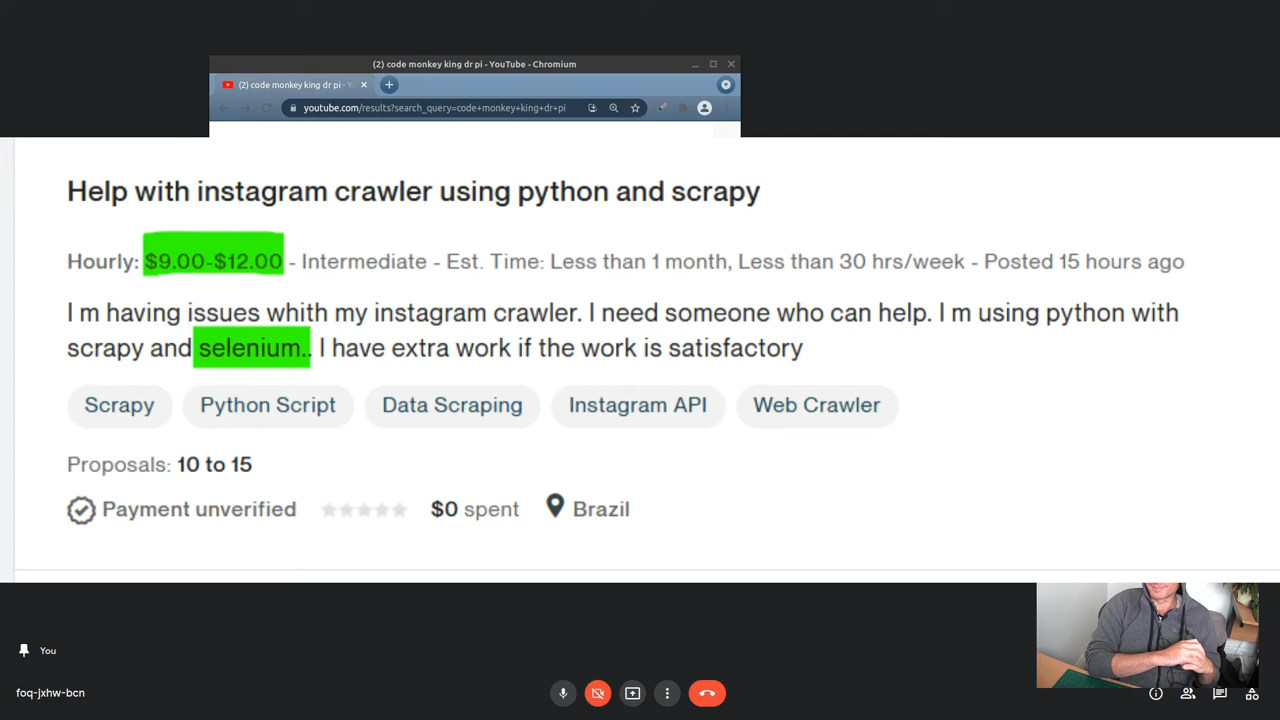 (2) code monkey king dr pi - YouTube - Chromium
(2) code monkey king dr pi - Y
youtube.com/results?search_query=code+monkey+king+dr+pi
Help with instagram crawler using python and scrapy
Hourly: $9.00-$12.00 - Intermediate - Est. Time: Less than 1 month, Less than 30 hrs/week - Posted 15 hours ago
I m having issues whith my instagram crawler. I need someone who can help. I m using python with
scrapy and selenium.. I have extra work if the work is satisfactory
Scrapy Python Script Data Scraping Instagram API Web Crawler
Proposals: 10 to 15
Payment unverified $0 spent Brazil
You
foq-jxhw-bcn